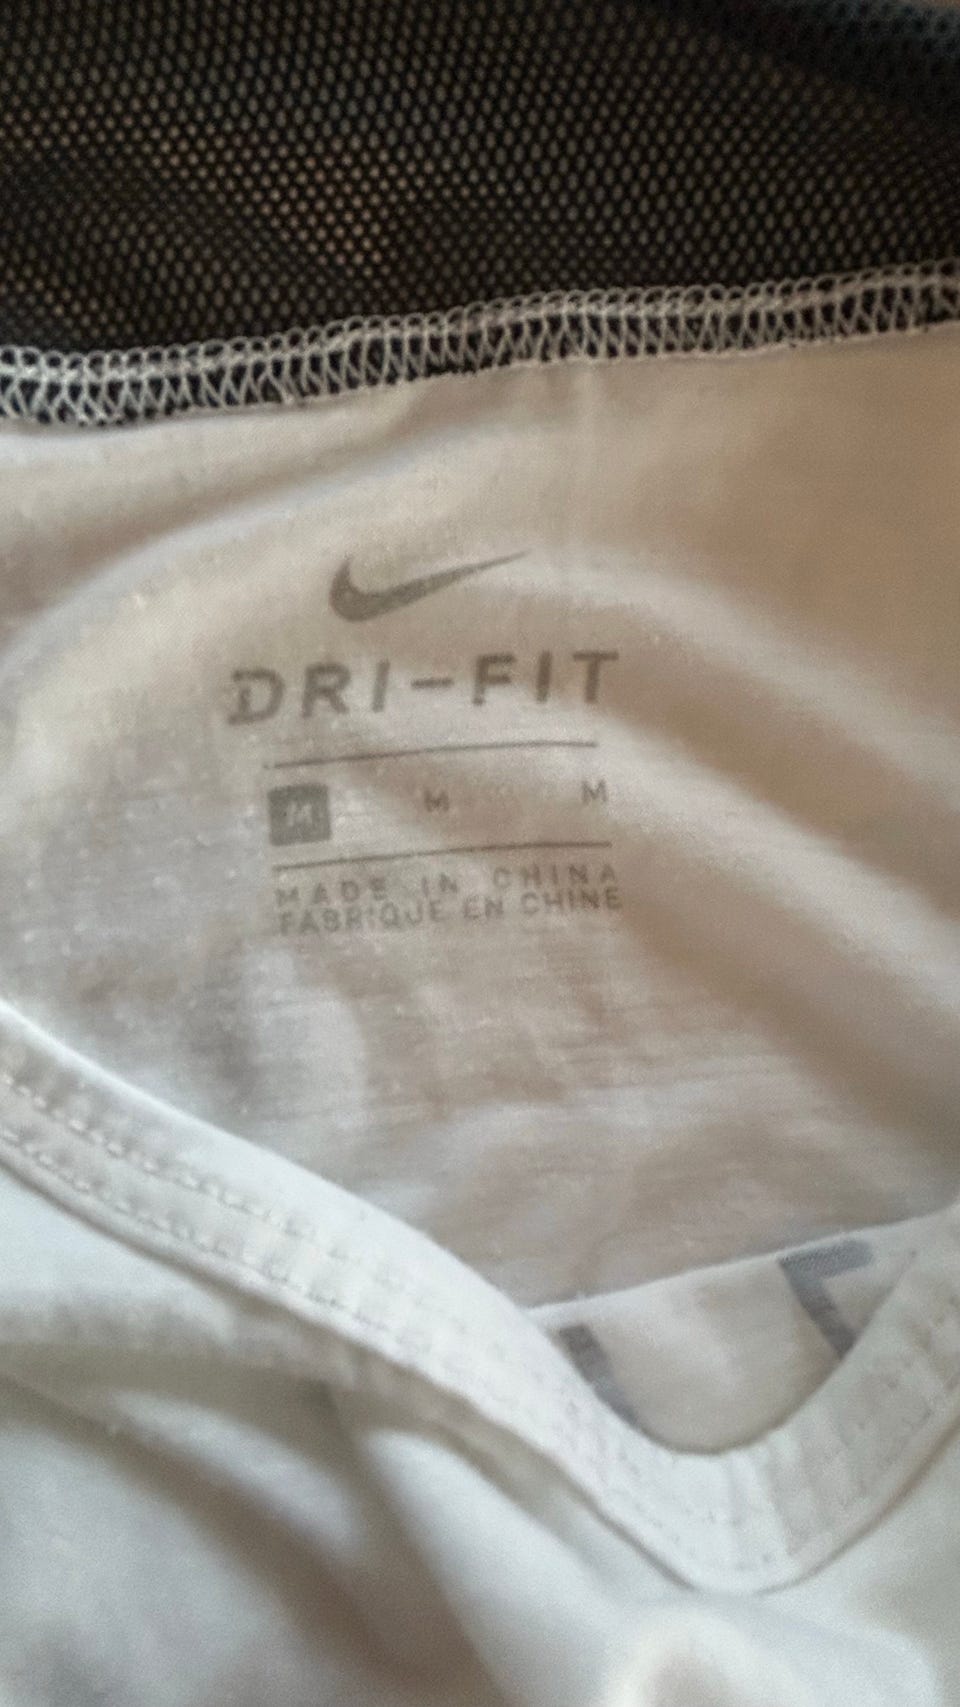 DRI-FIT
M M M
MADE IN CHINA
FABRIQUE EN CHINE